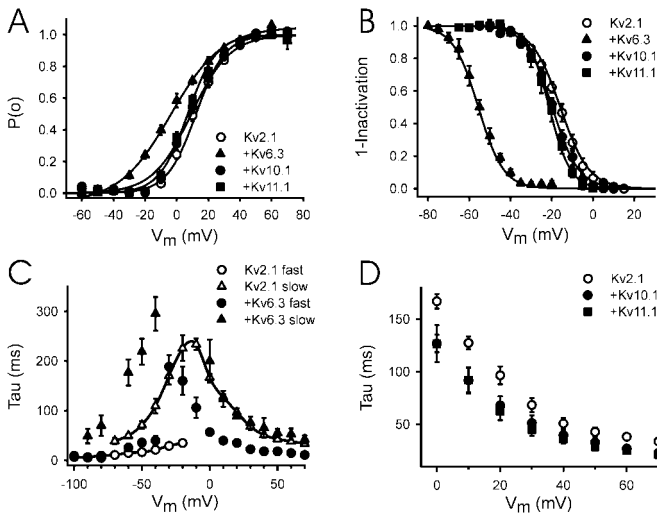 A
P(o)
1.0
0.8
0.6
0.4
0.2
0.0
Kv2.1
+Kv6.3
+Kv10.1
+Kv11.1
-60 -40 -20 0 20 40 60 80
Vm (mV)
B
1-Inactivation
1.0
0.8
0.6
0.4
0.2
0.0
Kv2.1
+Kv6.3
+Kv10.1
+Kv11.1
-80 -60 -40 -20 0 20
Vm (mV)
C
Tau (ms)
300
200
100
0
Kv2.1 fast
Kv2.1 slow
+Kv6.3 fast
+Kv6.3 slow
-100 -50 0 50
Vm (mV)
D
Tau (ms)
150
100
50
Kv2.1
+Kv10.1
+Kv11.1
0 20 40 60
Vm (mV)